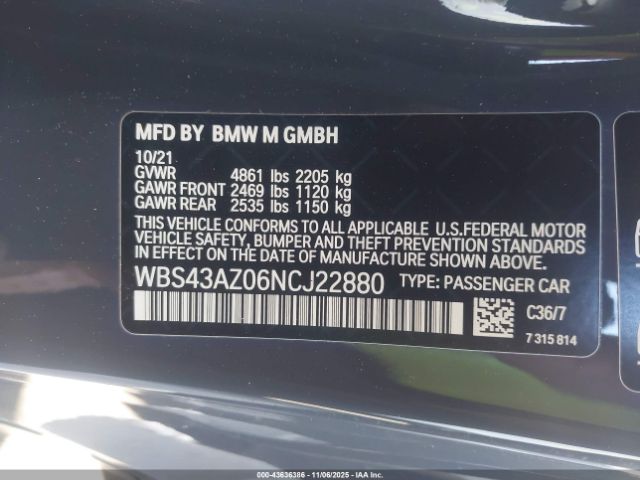 MFD BY BMW M GMBH
10/21
GVWR 4861 lbs 2205 kg
GAWR FRONT 2469 lbs 1120 kg
GAWR REAR 2535 lbs 1150 kg
THIS VEHICLE CONFORMS TO ALL APPLICABLE U.S.FEDERAL MOTOR
VEHICLE SAFETY, BUMPER, AND THEFT PREVENTION STANDARDS
IN EFFECT ON THE DATE OF MANUFACTURE SHOWN ABOVE.
WBS43AZ06NCJ22880 TYPE: PASSENGER CAR
C36/7
7 315 814
000-43636386 - 11/06/2025 - IAAI.COM